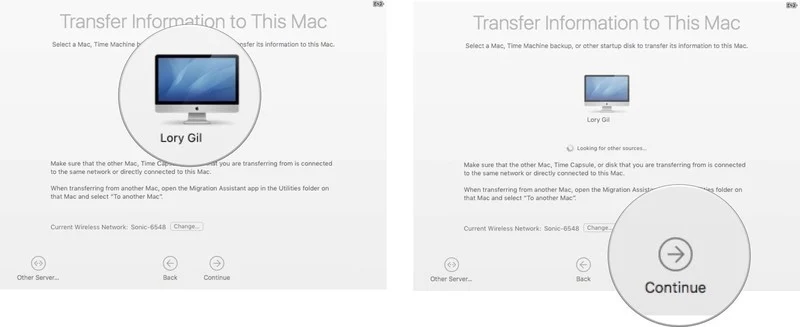 Transfer Information to This Mac
Select a Mac, Time Machine transfer its information to this Mac.
Lory Gil
Make sure that the other Mac, Time that you are transferring from is connected
to the same network or directly connected to this Mac.
When transferring from another Mac, open the Migration Assistant app in the Utilities folder on
that Mac and select "To another Mac".
Current Wireless Network: Sonic-6548 Change...
Other Server...
Back
Continue
Transfer Information to This Mac
Select a Mac, Time Machine backup, or other startup disk to transfer its information to this Mac.
Lory Gil
Looking for other sources...
Make sure that the other Mac, Time Capsule, or disk that you are transferring from is connected
to the same network or directly connected to this Mac.
When transferring from another Mac, open the Migration in the Utilities folder on
that Mac and select "To another Mac".
Current Wireless Network: Sonic-6548
Other Server...
Back
Continue